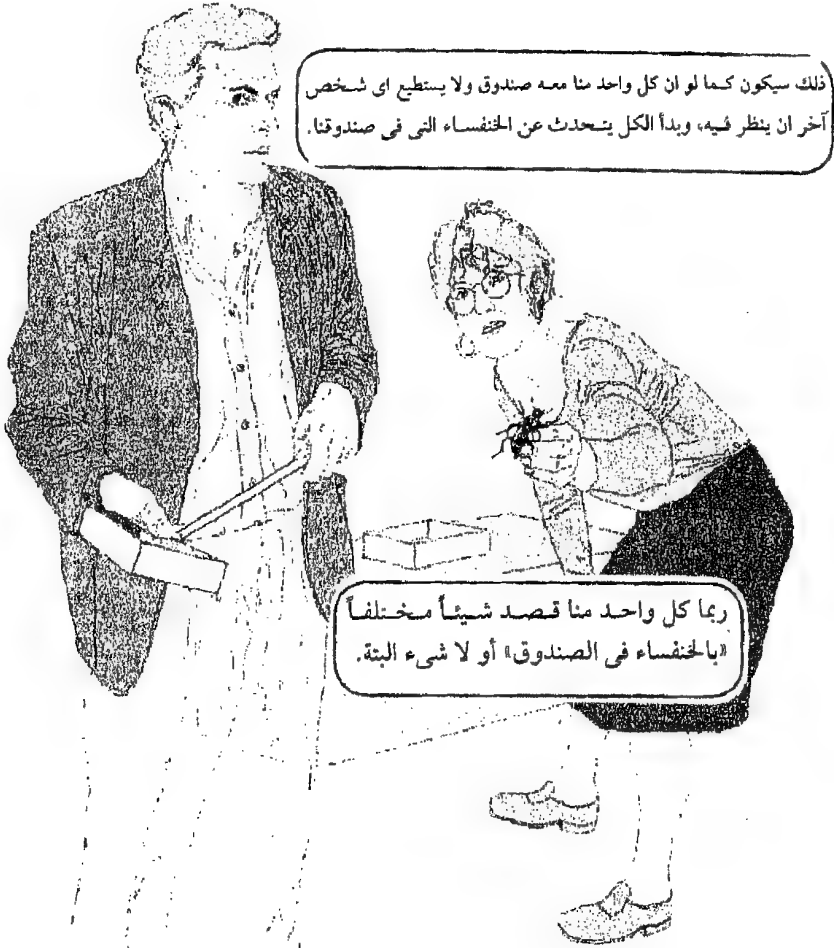 ذلك سيكون كما لو ان كل واحد منا معه صندوق ولا يستطيع اى شخص
آخر ان ينظر فيه، وبدأ الكل يتحدث عن الخنفساء التى فى صندوقنا.
ربما كل واحد منا قصد شيئاً مختلفاً
«بالخنفساء فى الصندوق» أو لا شىء البتة.